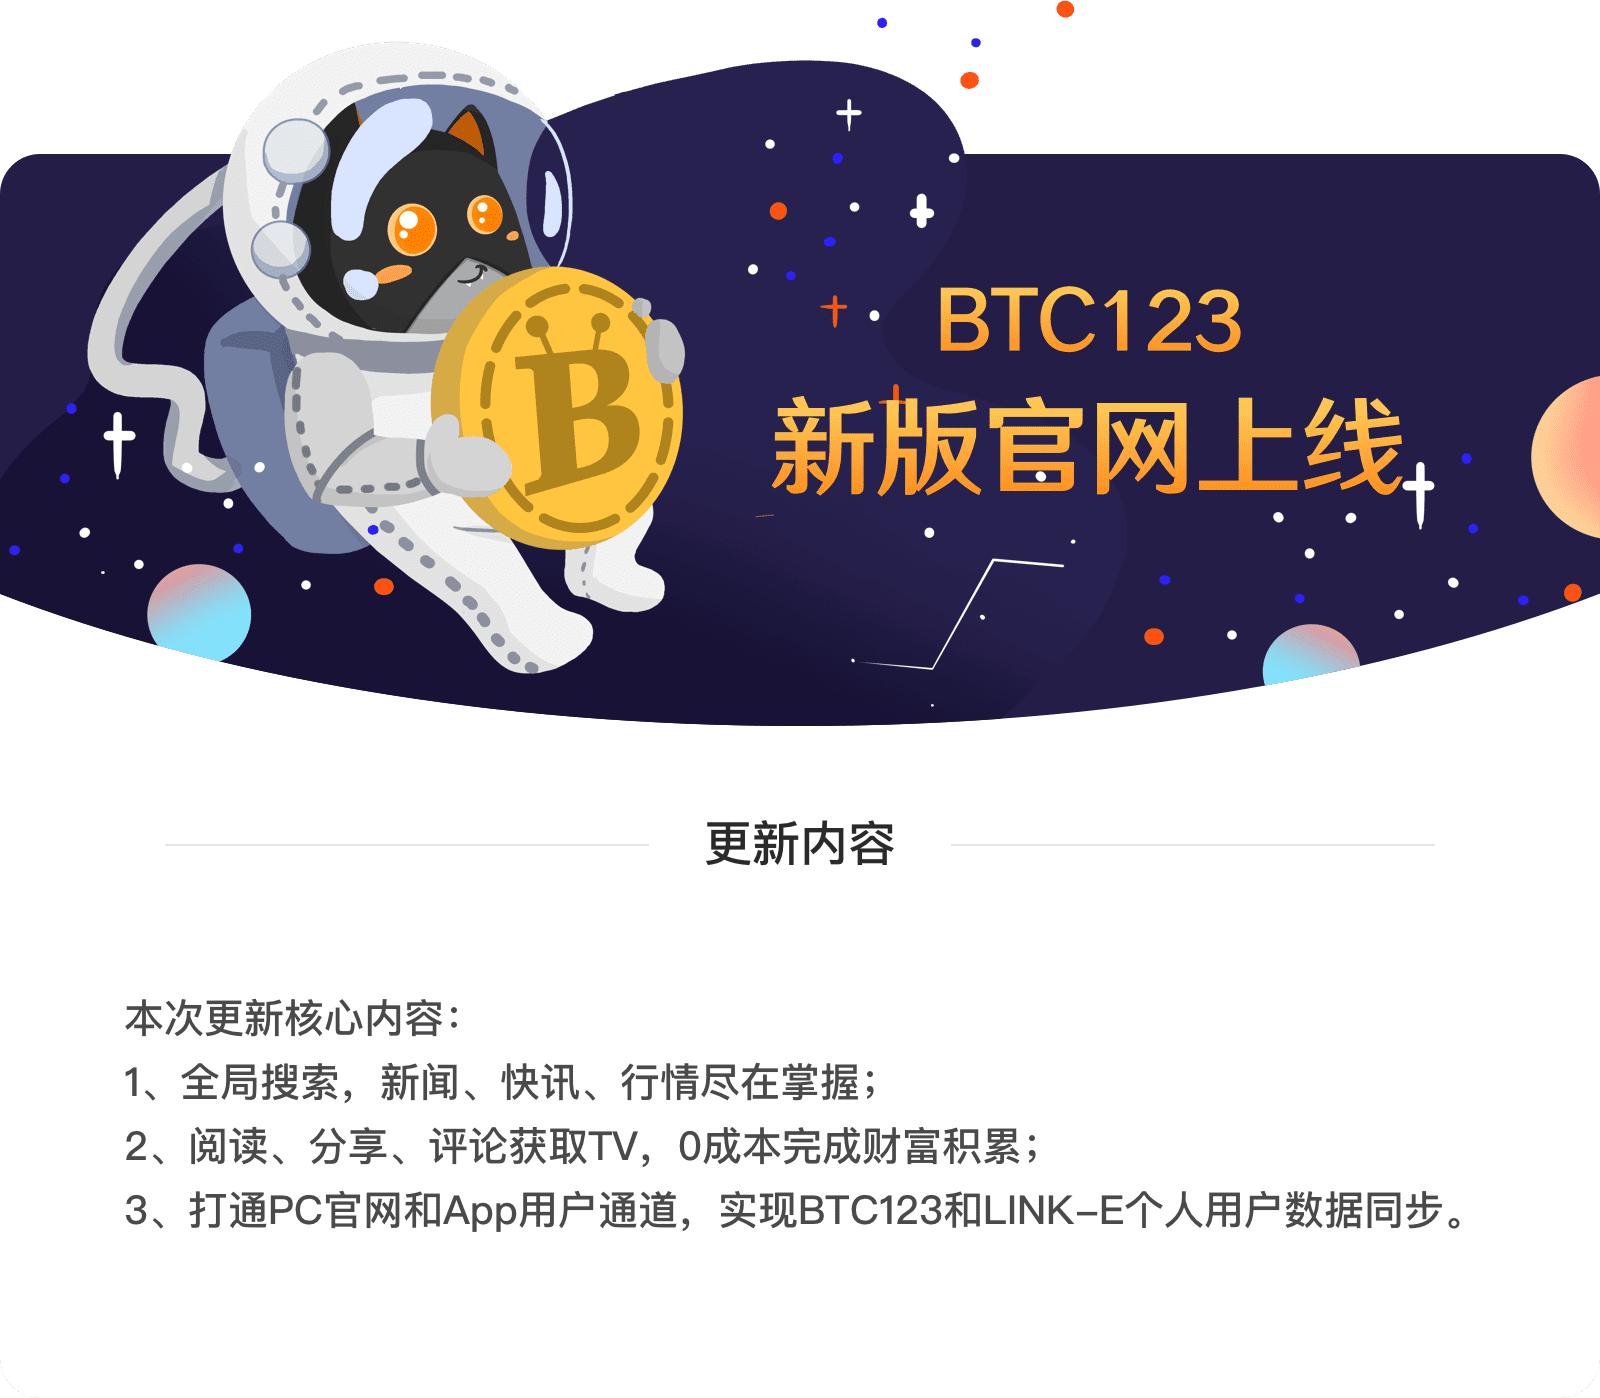 BTC123
新版官网上线
B
更新内容
本次更新核心内容：
1、全局搜索，新闻、快讯、行情尽在掌握；
2、阅读、分享、评论获取TV，0成本完成财富积累；
3、打通PC官网和App用户通道，实现BTC123和LINK-E个人用户数据同步。